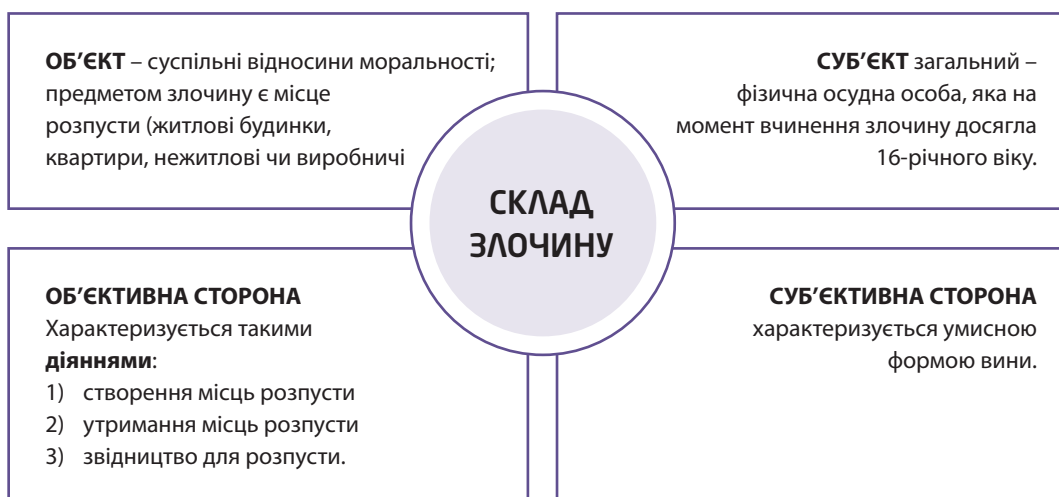 ОБ’ЄКТ – суспільні відносини моральності;
предметом злочину є місце
розпусти (житлові будинки,
квартири, нежитлові чи виробничі
СУБ’ЄКТ загальний –
фізична осудна особа, яка на
момент вчинення злочину досягла
16-річного віку.
СКЛАД
ЗЛОЧИНУ
ОБ’ЄКТИВНА СТОРОНА
Характеризується такими
діяннями:
1) створення місць розпусти
2) утримання місць розпусти
3) звідництво для розпусти.
СУБ’ЄКТИВНА СТОРОНА
характеризується умисною
формою вини.